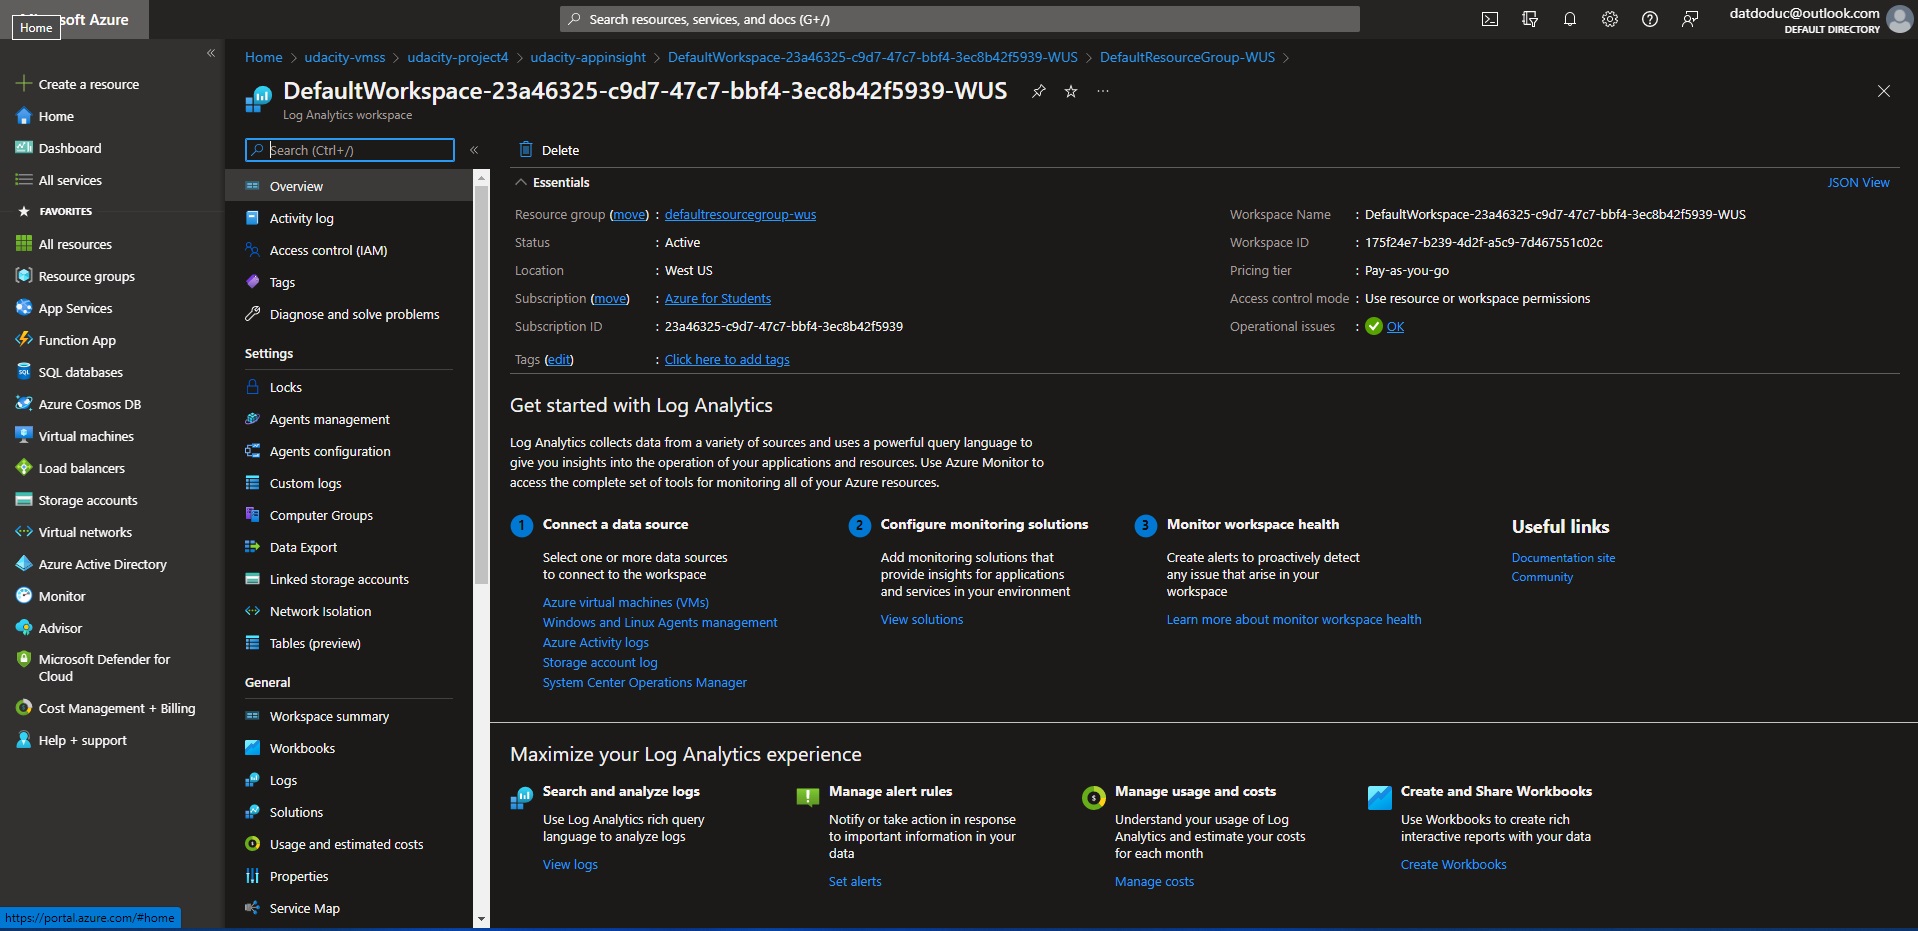 soft Azure
Home
Search resources, services, and docs (G+/)
datdoduc@outlook.com
DEFAULT DIRECTORY
Create a resource
Home
Dashboard
All services
FAVORITES
All resources
Resource groups
App Services
Function App
SQL databases
Azure Cosmos DB
Virtual machines
Load balancers
Storage accounts
Virtual networks
Azure Active Directory
Monitor
Advisor
Microsoft Defender for
Cloud
Cost Management + Billing
Help + support
https://portal.azure.com/#home
Home > udacity-vmss > udacity-project4 > udacity-appinsight > DefaultWorkspace-23a46325-c9d7-47c7-bbf4-3ec8b42f5939-WUS > DefaultResourceGroup-WUS >
DefaultWorkspace-23a46325-c9d7-47c7-bbf4-3ec8b42f5939-WUS
Log Analytics workspace
Search (Ctrl+/)
Overview
Activity log
Access control (IAM)
Tags
Diagnose and solve problems
Settings
Locks
Agents management
Agents configuration
Custom logs
Computer Groups
Data Export
Linked storage accounts
Network Isolation
Tables (preview)
General
Workspace summary
Workbooks
Logs
Solutions
Usage and estimated costs
Properties
Service Map
Delete
Essentials
JSON View
Resource group (move) : defaultresourcegroup-wus
Status : Active
Location : West US
Subscription (move) : Azure for Students
Subscription ID : 23a46325-c9d7-47c7-bbf4-3ec8b42f5939
Tags (edit) : Click here to add tags
Workspace Name : DefaultWorkspace-23a46325-c9d7-47c7-bbf4-3ec8b42f5939-WUS
Workspace ID : 175f24e7-b239-4d2f-a5c9-7d467551c02c
Pricing tier : Pay-as-you-go
Access control mode : Use resource or workspace permissions
Operational issues : OK
Get started with Log Analytics
Log Analytics collects data from a variety of sources and uses a powerful query language to
give you insights into the operation of your applications and resources. Use Azure Monitor to
access the complete set of tools for monitoring all of your Azure resources.
1 Connect a data source
Select one or more data sources
to connect to the workspace
Azure virtual machines (VMs)
Windows and Linux Agents management
Azure Activity logs
Storage account log
System Center Operations Manager
2 Configure monitoring solutions
Add monitoring solutions that
provide insights for applications
and services in your environment
View solutions
3 Monitor workspace health
Create alerts to proactively detect
any issue that arise in your
workspace
Learn more about monitor workspace health
Useful links
Documentation site
Community
Maximize your Log Analytics experience
Search and analyze logs
Use Log Analytics rich query
language to analyze logs
View logs
Manage alert rules
Notify or take action in response
to important information in your
data
Set alerts
Manage usage and costs
Understand your usage of Log
Analytics and estimate your costs
for each month
Manage costs
Create and Share Workbooks
Use Workbooks to create rich
interactive reports with your data
Create Workbooks